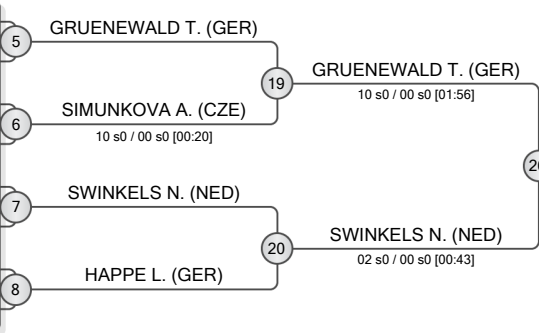 GRUENEWALD T. (GER)
5
19
GRUENEWALD T. (GER)
10 s0 / 00 s0 [01:56]
SIMUNKOVA A. (CZE)
6
10 s0 / 00 s0 [00:20]
SWINKELS N. (NED)
7
20
SWINKELS N. (NED)
02 s0 / 00 s0 [00:43]
HAPPE L. (GER)
8